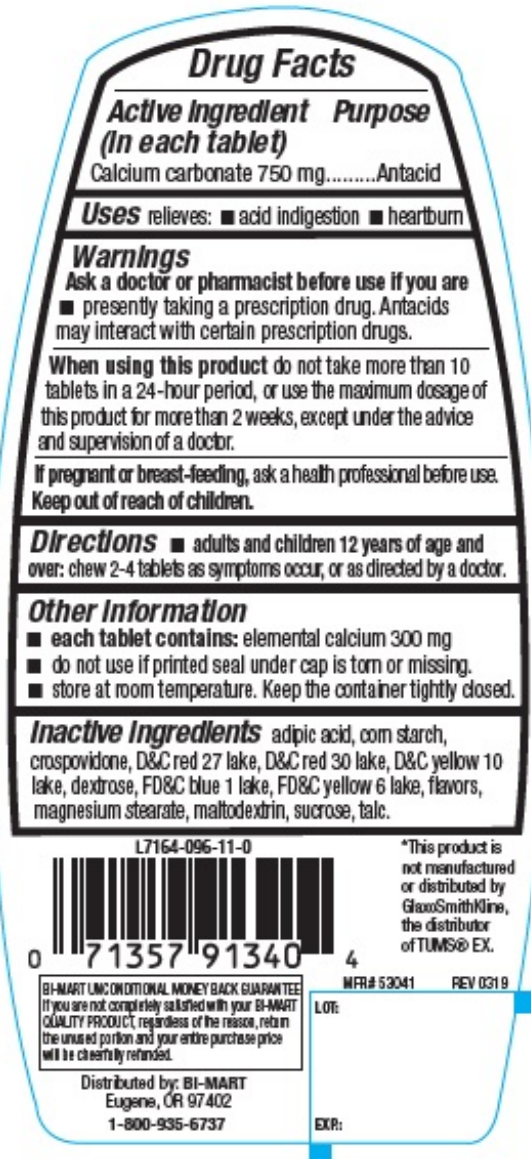 Drug Facts
Active Ingredient Purpose
(in each tablet)
Calcium carbonate 750 mg.........Antacid
Uses relieves: ■ acid indigestion ■ heartburn
Warnings
Ask a doctor or pharmacist before use if you are
■ presently taking a prescription drug. Antacids
may interact with certain prescription drugs.
When using this product do not take more than 10
tablets in a 24-hour period, or use the maximum dosage of
this product for more than 2 weeks, except under the advice
and supervision of a doctor.
If pregnant or breast-feeding, ask a health professional before use.
Keep out of reach of children.
Directions ■ adults and children 12 years of age and
over: chew 2-4 tablets as symptoms occur, or as directed by a doctor.
Other Information
■ each tablet contains: elemental calcium 300 mg
■ do not use if printed seal under cap is torn or missing.
■ store at room temperature. Keep the container tightly closed.
Inactive Ingredients adipic acid, corn starch,
crospovidone, D&C red 27 lake, D&C red 30 lake, D&C yellow 10
lake, dextrose, FD&C blue 1 lake, FD&C yellow 6 lake, flavors,
magnesium stearate, maltodextrin, sucrose, talc.
L7164-096-11-0
0 71357 91340 4
*This product is
not manufactured
or distributed by
GlaxoSmithKline,
the distributor
of TUMS® EX.
MFR# 53041 REV 0319
BI-MART UNCONDITIONAL MONEY BACK GUARANTEE
If you are not completely satisfied with your BI-MART
QUALITY PRODUCT, regardless of the reason, return
the unused portion and your entire purchase price
will be cheerfully refunded.
Distributed by: BI-MART
Eugene, OR 97402
1-800-935-6737
LOT:
EXP.: